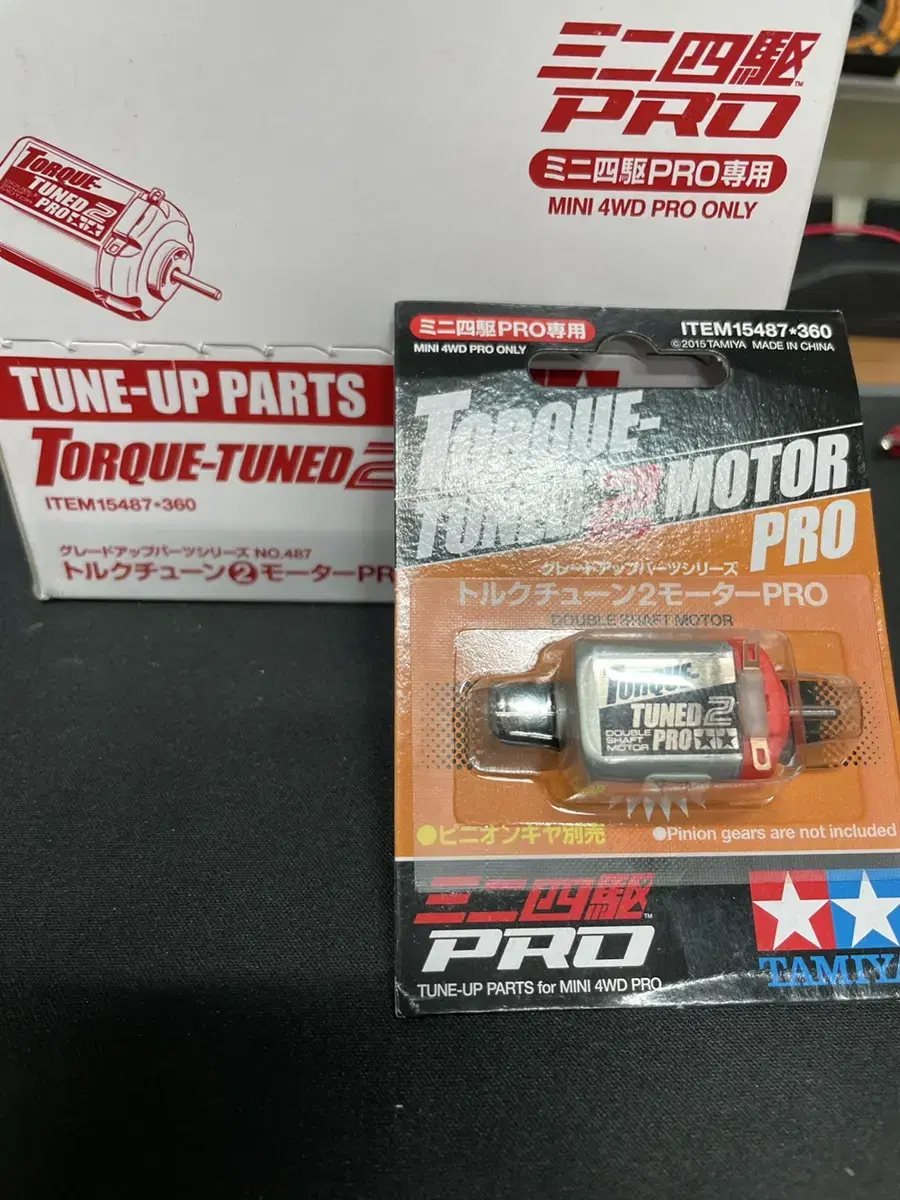 ミニ四駆
PRO
TM
ミニ四駆PRO専用
MINI 4WD PRO ONLY
TORQUE-
TUNED 2
PRO
TUNE-UP PARTS
TORQUE-TUNED 2
ITEM15487*360
グレードアップパーツシリーズ NO.487
トルクチューン2モーターPR
ミニ四駆PRO専用
MINI 4WD PRO ONLY
ITEM15487*360
©2015TAMIYA MADE IN CHINA
TORQUE-
TUNED 2 MOTOR
PRO
グレードアップパーツシリーズ
トルクチューン2モーターPRO
DOUBLE SHAFT MOTOR
TORQUE-
TUNED 2
DOUBLE
SHAFT
MOTOR PRO
●ピニオンギヤ別売
●Pinion gears are not included
ミニ四駆
TM
PRO
TUNE-UP PARTS for MINI 4WD PRO
TAMIYA